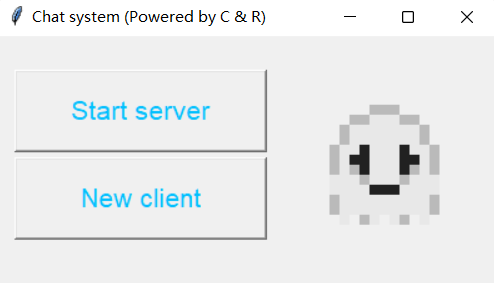 Chat system (Powered by C & R)
Start server
New client